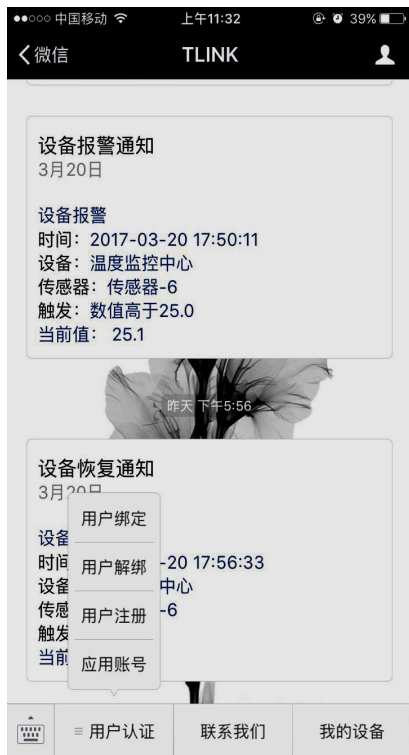 中国移动 上午11:32 39%
微信 TLINK
设备报警通知
3月20日
设备报警
时间：2017-03-20 17:50:11
设备：温度监控中心
传感器：传感器-6
触发：数值高于25.0
当前值： 25.1
昨天 下午5:56
设备恢复通知
3月20日
用户绑定
设备
时间 -20 17:56:33
用户解绑
设备 中心
传感 -6
用户注册
触发
当前
应用账号
用户认证 联系我们 我的设备